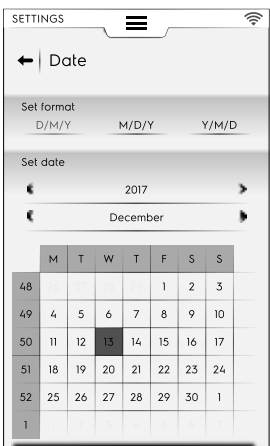 SETTINGS
Date
Set format
D/M/Y M/D/Y Y/M/D
Set date
2017
December
M T W T F S S
48 1 2 3
49 4 5 6 7 8 9 10
50 11 12 13 14 15 16 17
51 18 19 20 21 22 23 24
52 25 26 27 28 29 30 1
1